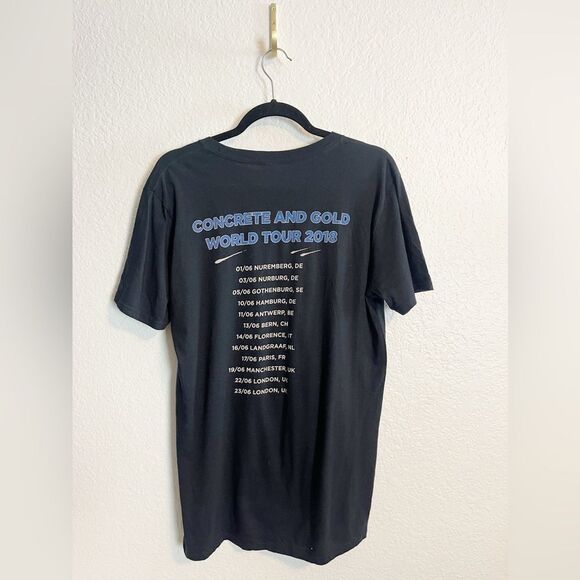 CONCRETE AND GOLD
WORLD TOUR 2018
01/06 NUREMBERG, DE
03/06 NURBURG, DE
05/06 GOTHENBURG, SE
10/06 HAMBURG, DE
11/06 ANTWERP, BE
13/06 BERN, CH
14/06 FLORENCE, IT
16/06 LANDGRAAF, NL
17/06 PARIS, FR
19/06 MANCHESTER, UK
22/06 LONDON, UK
23/06 LONDON, UK